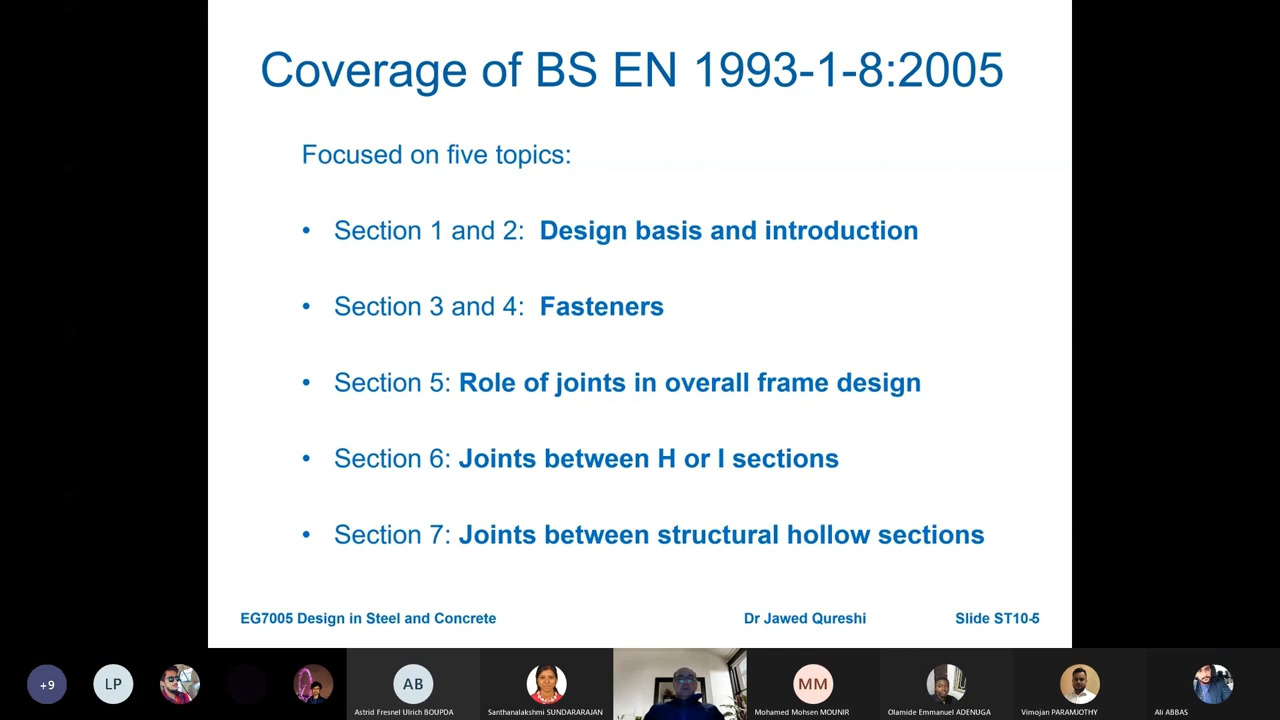 Coverage of BS EN 1993-1-8:2005
Focused on five topics:
• Section 1 and 2: Design basis and introduction
• Section 3 and 4: Fasteners
• Section 5: Role of joints in overall frame design
• Section 6: Joints between H or I sections
• Section 7: Joints between structural hollow sections
EG7005 Design in Steel and Concrete Dr Jawed Qureshi Slide ST10-5
+9 LP AB MM
Astrid Fresnel Ulrich BOUPDA Santhanalakshmi SUNDARARAJAN Mohamed Mohsen MOUNIR Olamide Emmanuel ADENUGA Vimojan PARAMJOTHY Ali ABBAS